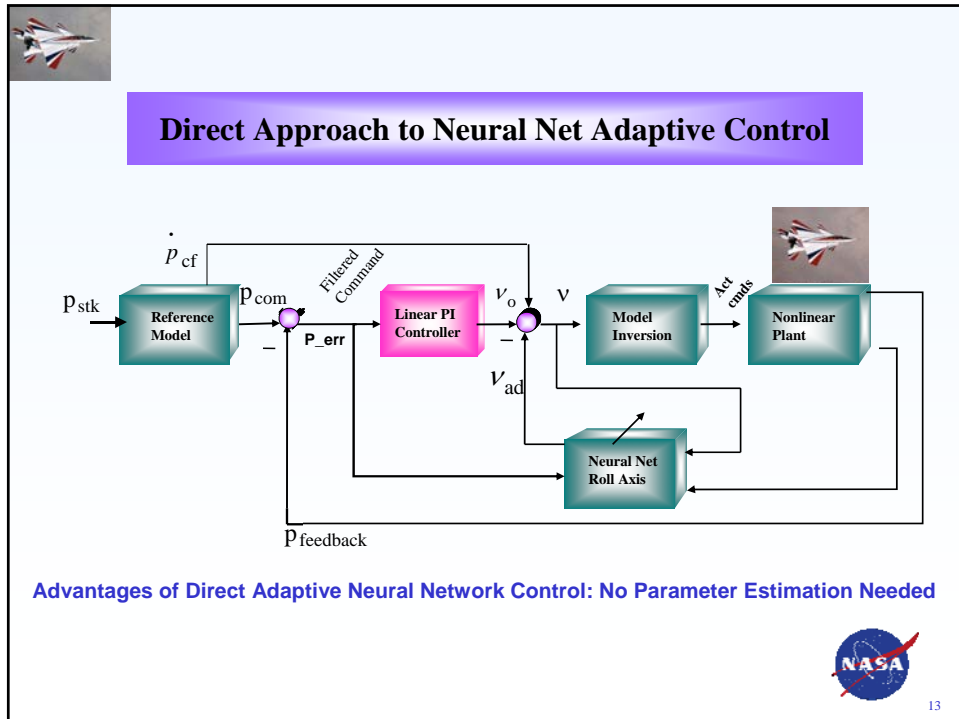 Direct Approach to Neural Net Adaptive Control
ṗcf
Filtered
Command
Act
cmds
pstk
Reference
Model
pcom
−
P_err
Linear PI
Controller
νo
−
ν
Model
Inversion
Nonlinear
Plant
νad
Neural Net
Roll Axis
pfeedback
Advantages of Direct Adaptive Neural Network Control: No Parameter Estimation Needed
NASA
13